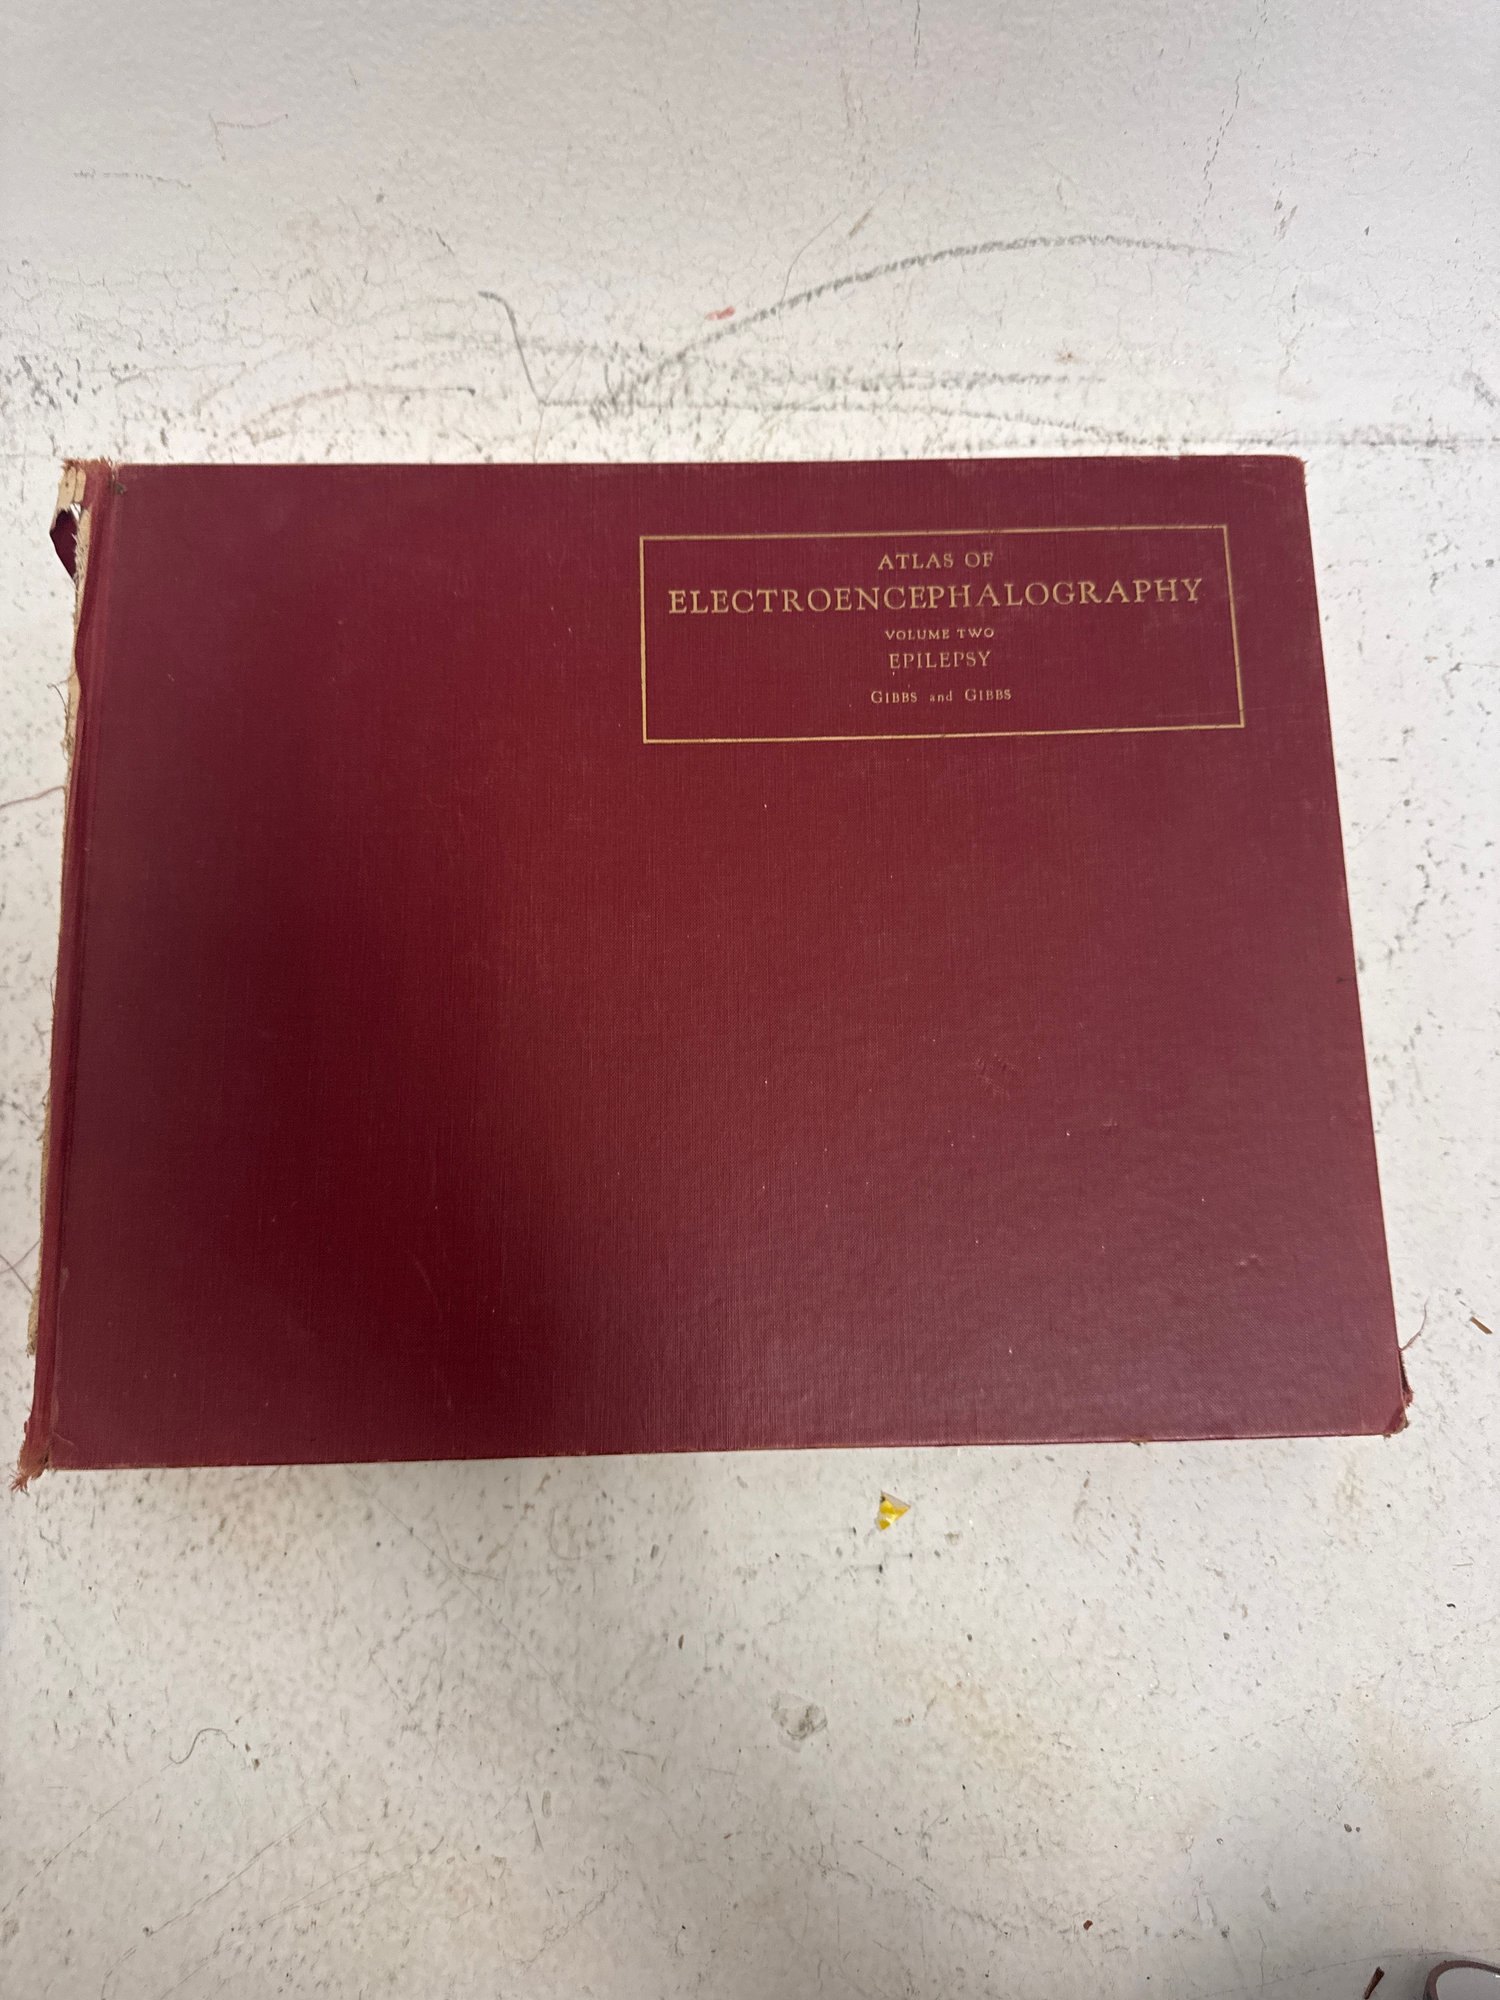 ATLAS OF
ELECTROENCEPHALOGRAPHY
VOLUME TWO
EPILEPSY
GIBBS and GIBBS